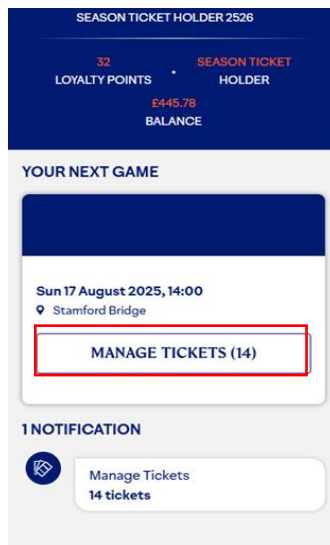 SEASON TICKET HOLDER 2526
32
LOYALTY POINTS
SEASON TICKET
HOLDER
£445.78
BALANCE
YOUR NEXT GAME
Sun 17 August 2025, 14:00
Stamford Bridge
MANAGE TICKETS (14)
1 NOTIFICATION
Manage Tickets
14 tickets